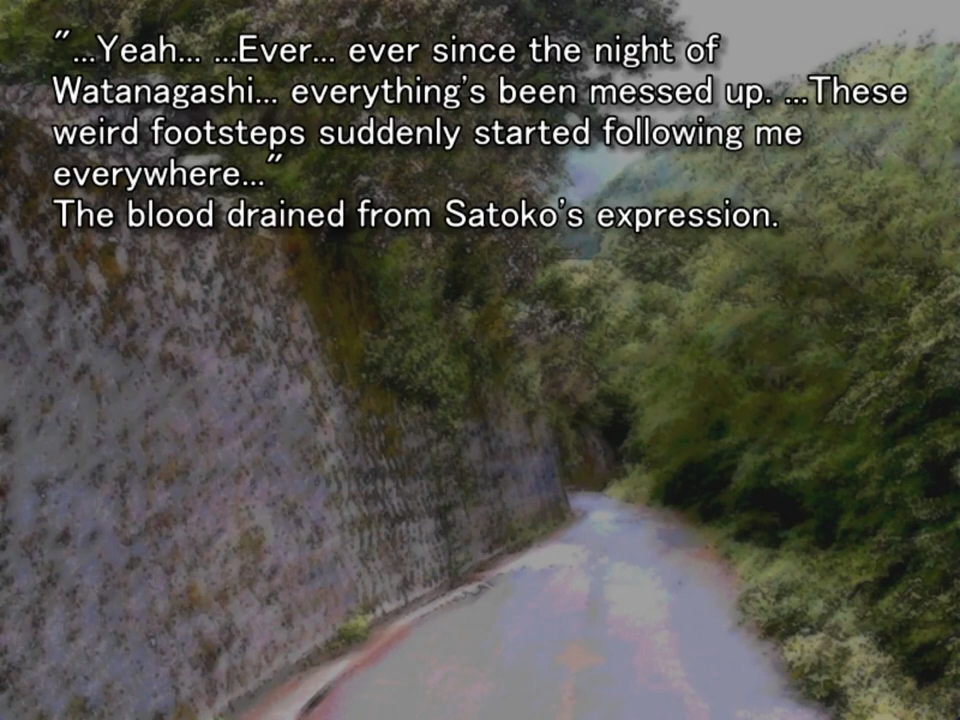 "...Yeah... ...Ever... ever since the night of
Watanagashi... everything's been messed up. ...These
weird footsteps suddenly started following me
everywhere..."
The blood drained from Satoko's expression.